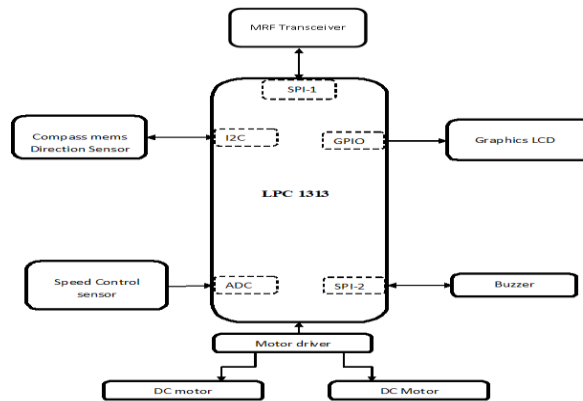 MRF Transceiver
SPI-1
Compass mems
Direction Sensor
I2C
GPIO
Graphics LCD
LPC 1313
Speed Control
sensor
ADC
SPI-2
Buzzer
Motor driver
DC motor
DC Motor